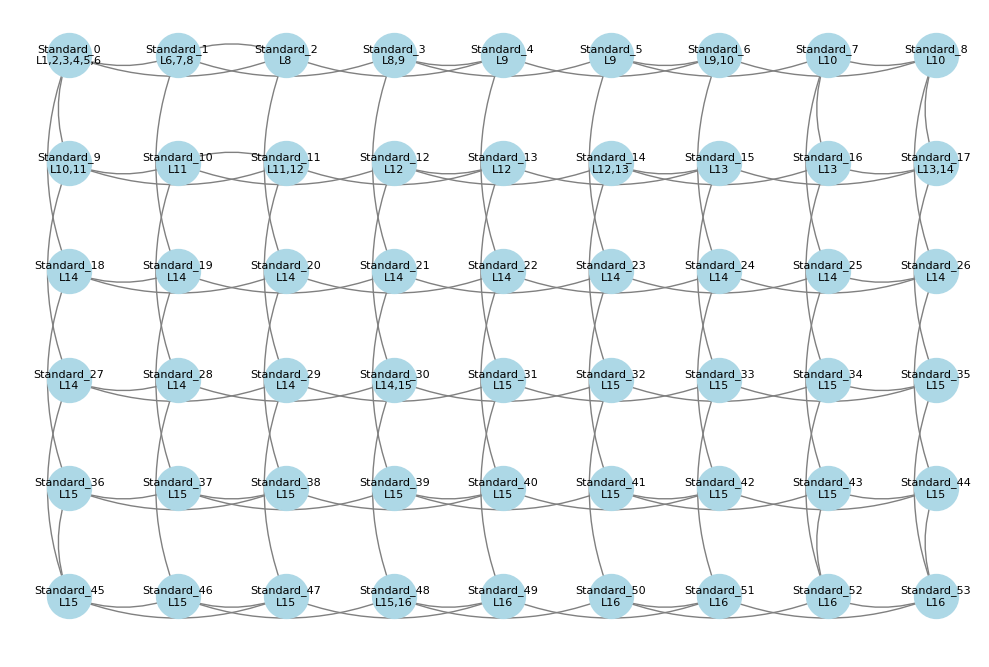 Standard_0
L1,2,3,4,5,6
Standard_1
L6,7,8
Standard_2
L8
Standard_3
L8,9
Standard_4
L9
Standard_5
L9
Standard_6
L9,10
Standard_7
L10
Standard_8
L10
Standard_9
L10,11
Standard_10
L11
Standard_11
L11,12
Standard_12
L12
Standard_13
L12
Standard_14
L12,13
Standard_15
L13
Standard_16
L13
Standard_17
L13,14
Standard_18
L14
Standard_19
L14
Standard_20
L14
Standard_21
L14
Standard_22
L14
Standard_23
L14
Standard_24
L14
Standard_25
L14
Standard_26
L14
Standard_27
L14
Standard_28
L14
Standard_29
L14
Standard_30
L14,15
Standard_31
L15
Standard_32
L15
Standard_33
L15
Standard_34
L15
Standard_35
L15
Standard_36
L15
Standard_37
L15
Standard_38
L15
Standard_39
L15
Standard_40
L15
Standard_41
L15
Standard_42
L15
Standard_43
L15
Standard_44
L15
Standard_45
L15
Standard_46
L15
Standard_47
L15
Standard_48
L15,16
Standard_49
L16
Standard_50
L16
Standard_51
L16
Standard_52
L16
Standard_53
L16